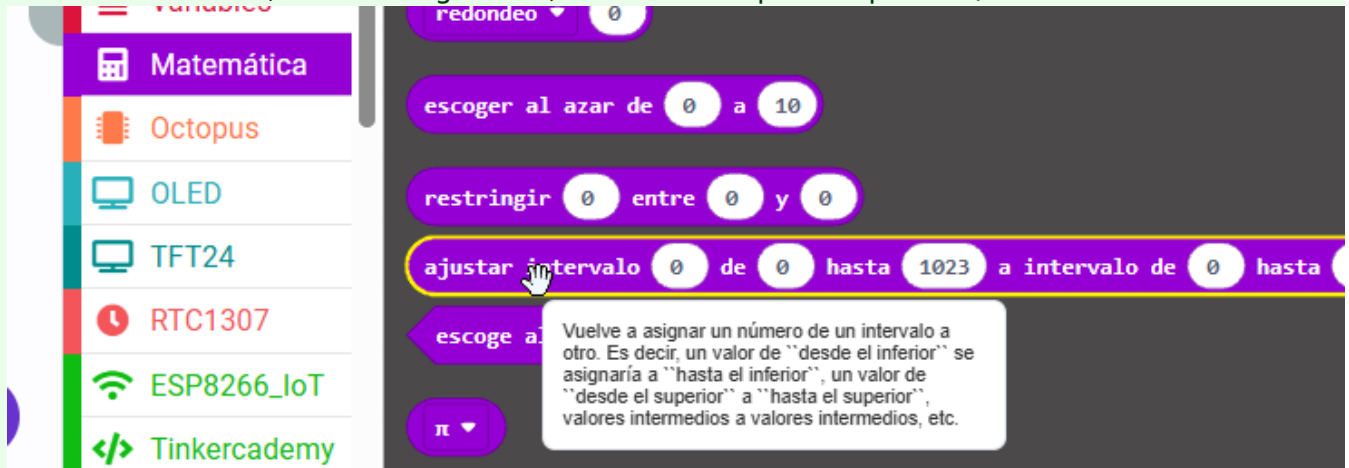 Variables
Matemática
Octopus
OLED
TFT24
RTC1307
ESP8266_IoT
Tinkercademy
redondeo 0
escoger al azar de 0 a 10
restringir 0 entre 0 y 0
ajustar intervalo 0 de 0 hasta 1023 a intervalo de 0 hasta
escoge al
Vuelve a asignar un número de un intervalo a
otro. Es decir, un valor de ``desde el inferior`` se
asignaría a ``hasta el inferior``, un valor de
``desde el superior`` a ``hasta el superior``,
valores intermedios a valores intermedios, etc.
π